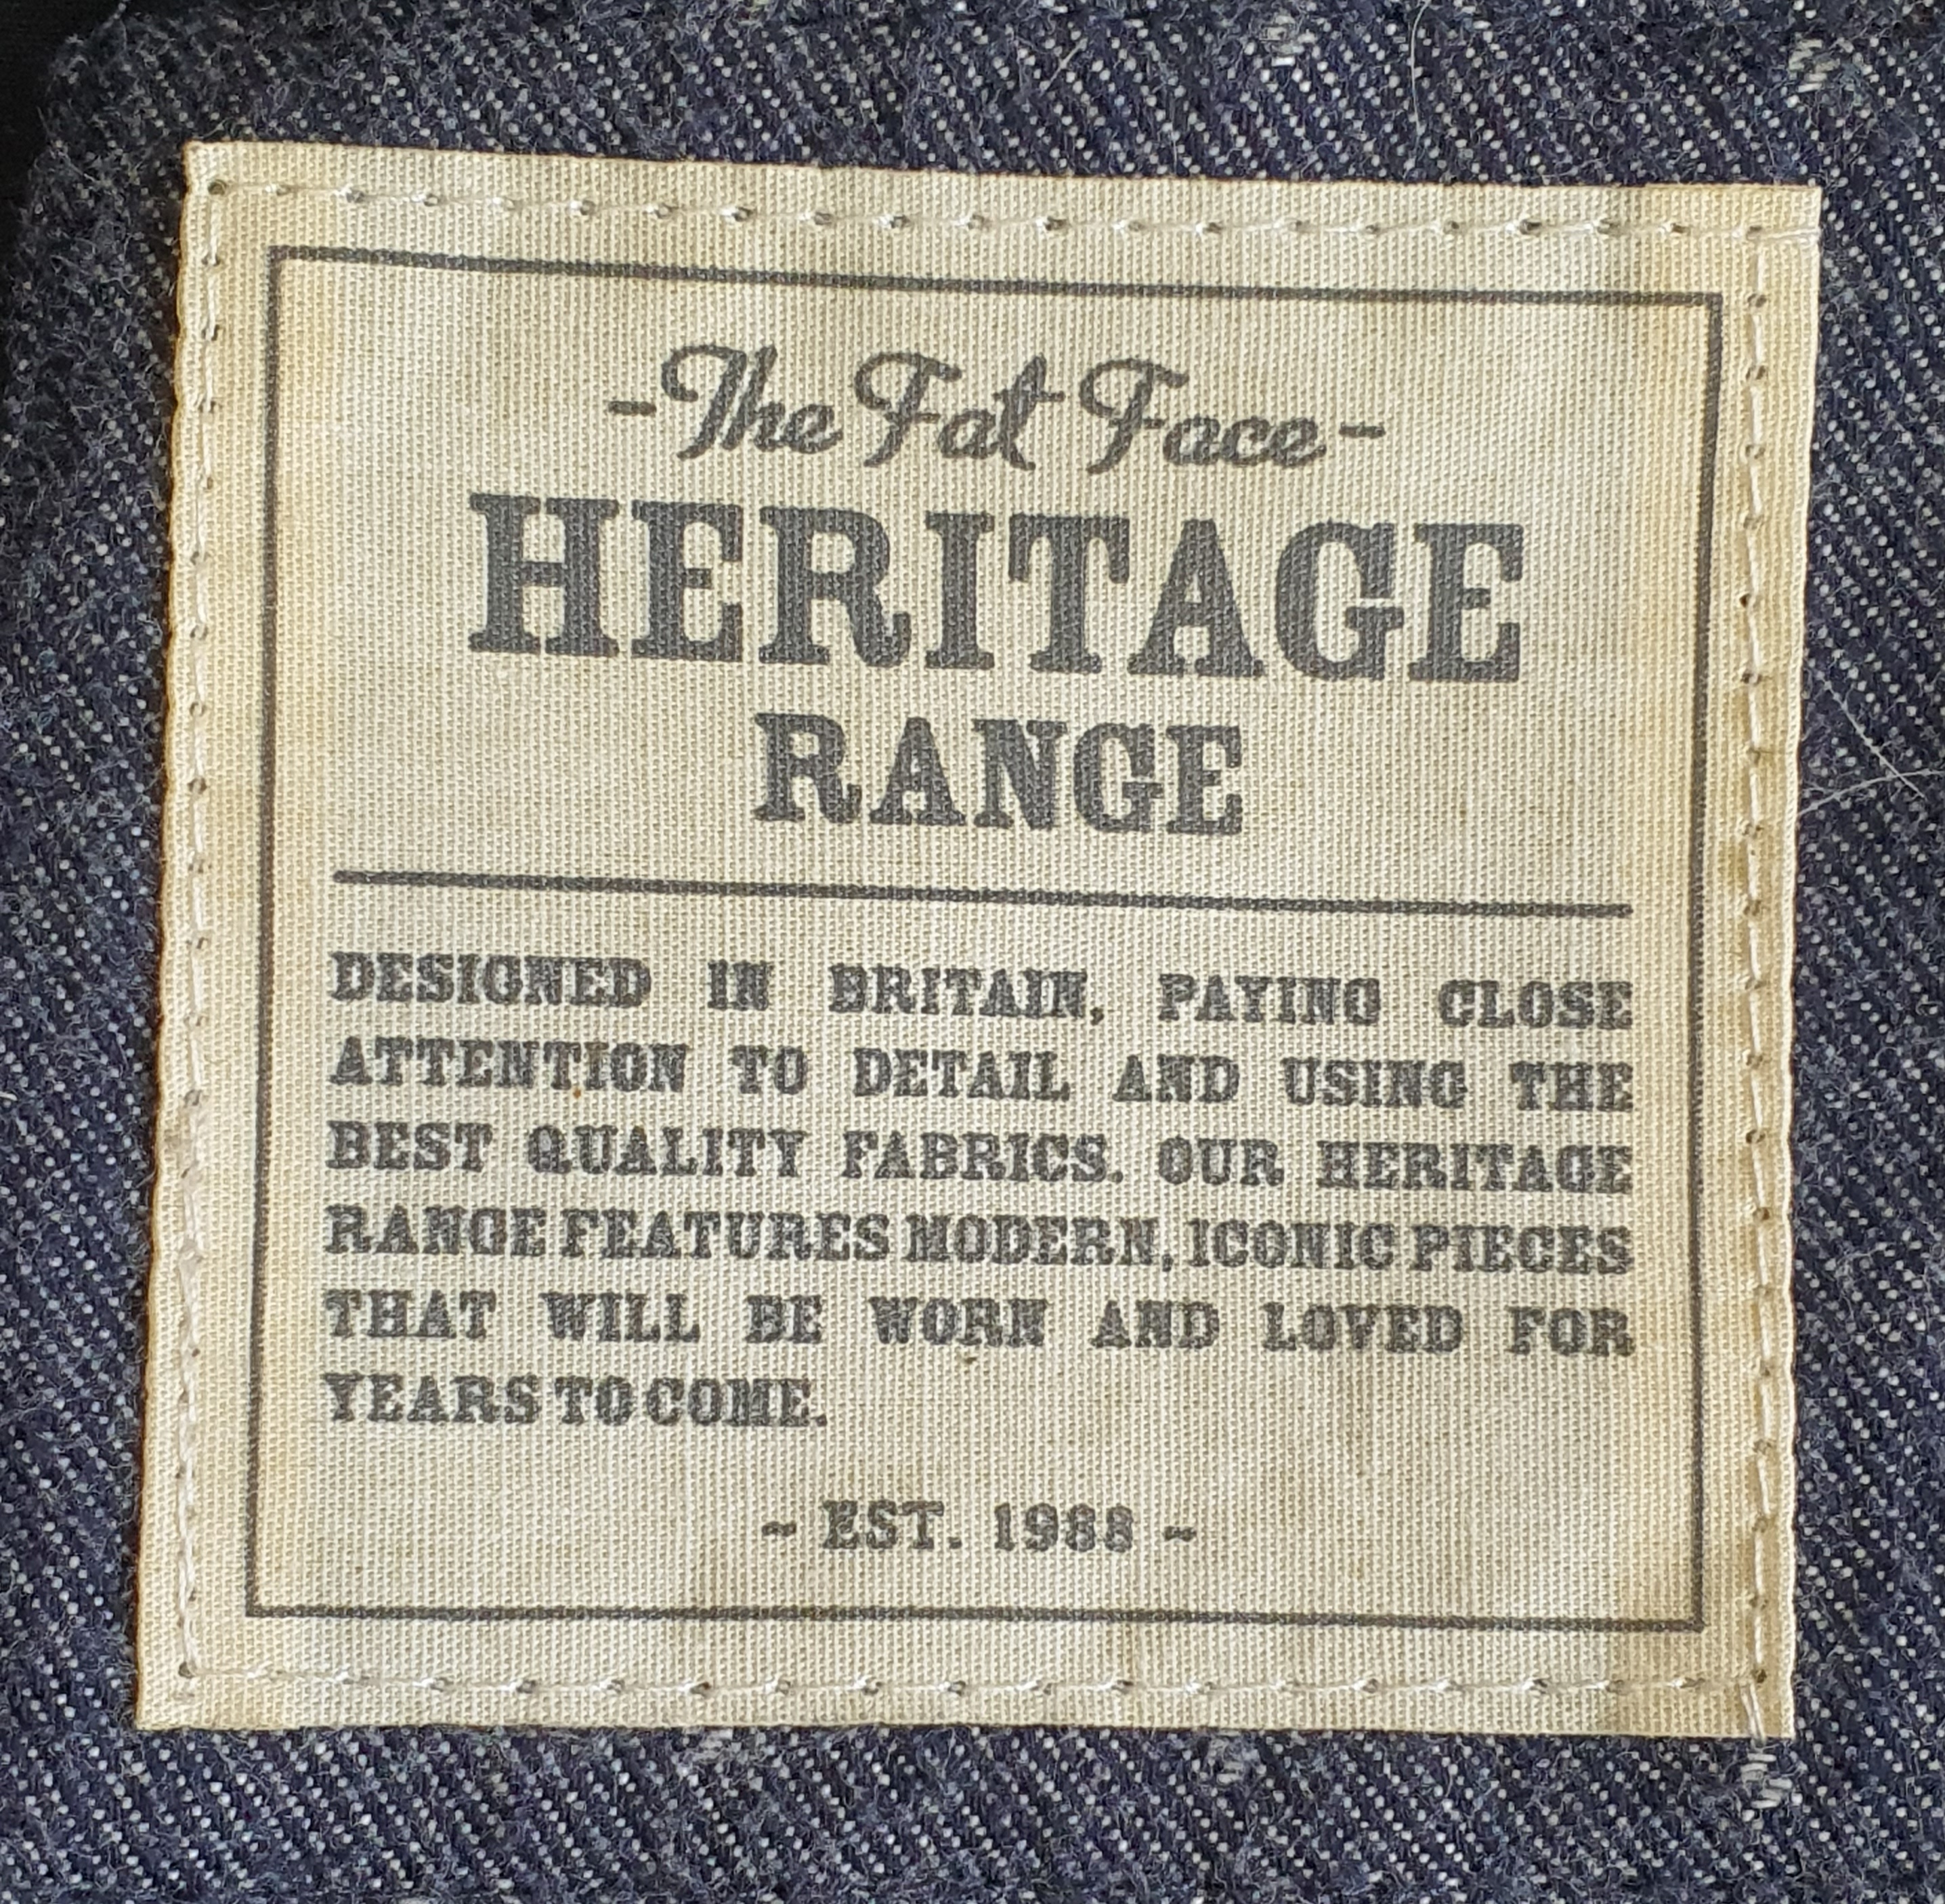 -The Fat Face-
HERITAGE
RANGE
DESIGNED IN BRITAIN, PAYING CLOSE
ATTENTION TO DETAIL AND USING THE
BEST QUALITY FABRICS. OUR HERITAGE
RANGE FEATURES MODERN, ICONIC PIECES
THAT WILL BE WORN AND LOVED FOR
YEARS TO COME.
~ EST. 1988 ~